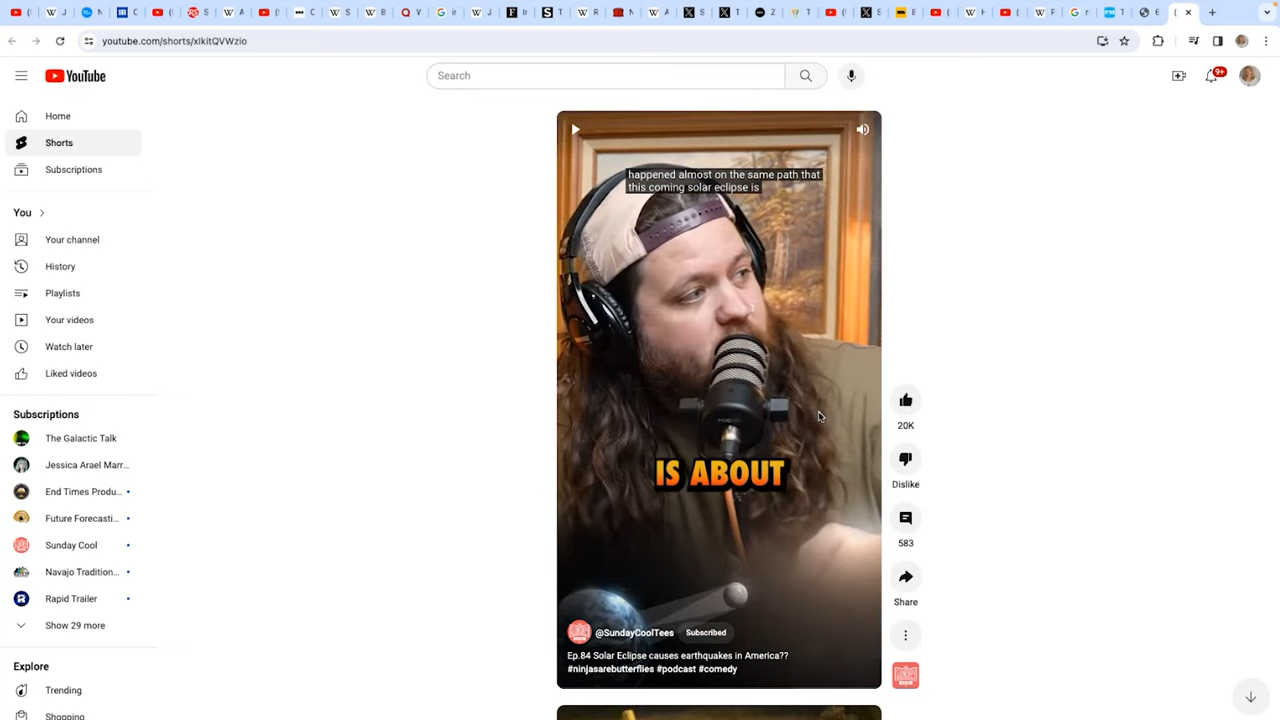 youtube.com/shorts/xIkitQVWzio
YouTube
Search
9+
Home
Shorts
Subscriptions
You
Your channel
History
Playlists
Your videos
Watch later
Liked videos
Subscriptions
The Galactic Talk
Jessica Arael Marr...
End Times Produ...
Future Forecasti...
Sunday Cool
Navajo Tradition...
Rapid Trailer
Show 29 more
Explore
Trending
Shopping
happened almost on the same path that
this coming solar eclipse is
IS ABOUT
@SundayCoolTees Subscribed
Ep.84 Solar Eclipse causes earthquakes in America??
#ninjasarebutterflies #podcast #comedy
20K
Dislike
583
Share